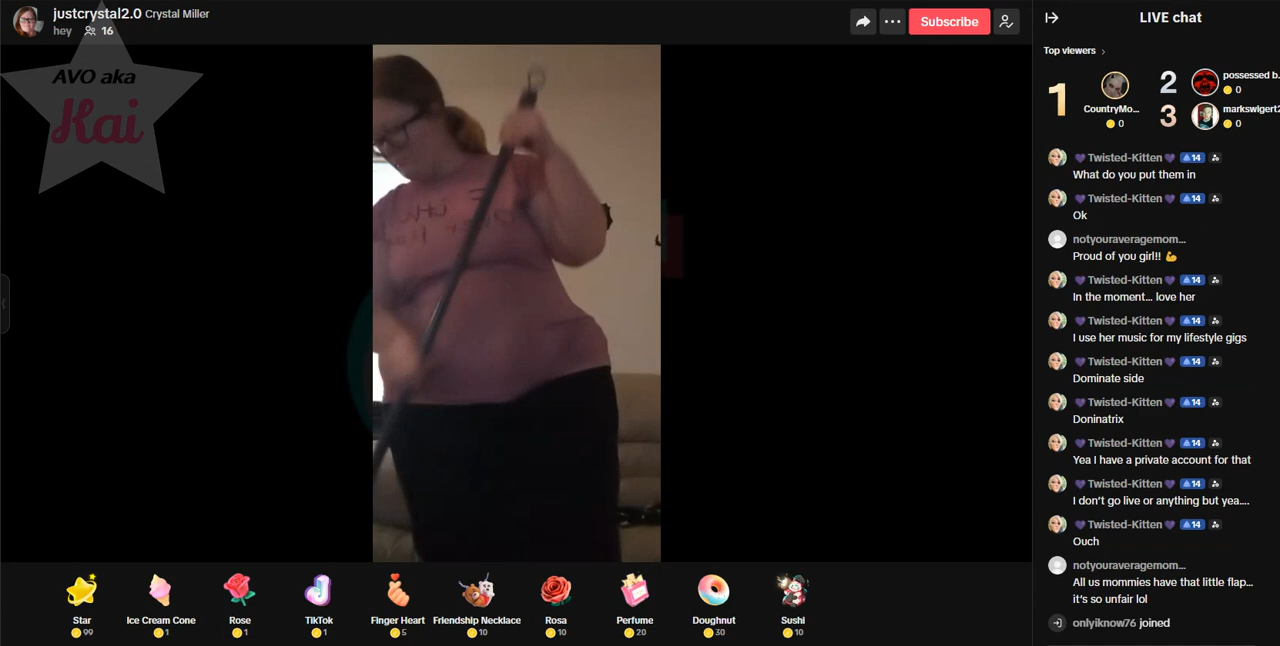 justcrystal2.0 Crystal Miller
hey 16
Subscribe
AVO aka
Kai
LIVE chat
Top viewers
1
CountryMo...
0
2
possessed b.
0
3
markswigert2
0
Twisted-Kitten 14
What do you put them in
Twisted-Kitten 14
Ok
notyouraveragemom...
Proud of you girl!! 💪
Twisted-Kitten 14
In the moment... love her
Twisted-Kitten 14
I use her music for my lifestyle gigs
Twisted-Kitten 14
Dominate side
Twisted-Kitten 14
Doninatrix
Twisted-Kitten 14
Yea I have a private account for that
Twisted-Kitten 14
I don't go live or anything but yea....
Twisted-Kitten 14
Ouch
notyouraveragemom...
All us mommies have that little flap...
it's so unfair lol
onlyiknow76 joined
Star
99
Ice Cream Cone
1
Rose
1
TikTok
1
Finger Heart
5
Friendship Necklace
10
Rosa
10
Perfume
20
Doughnut
30
Sushi
10